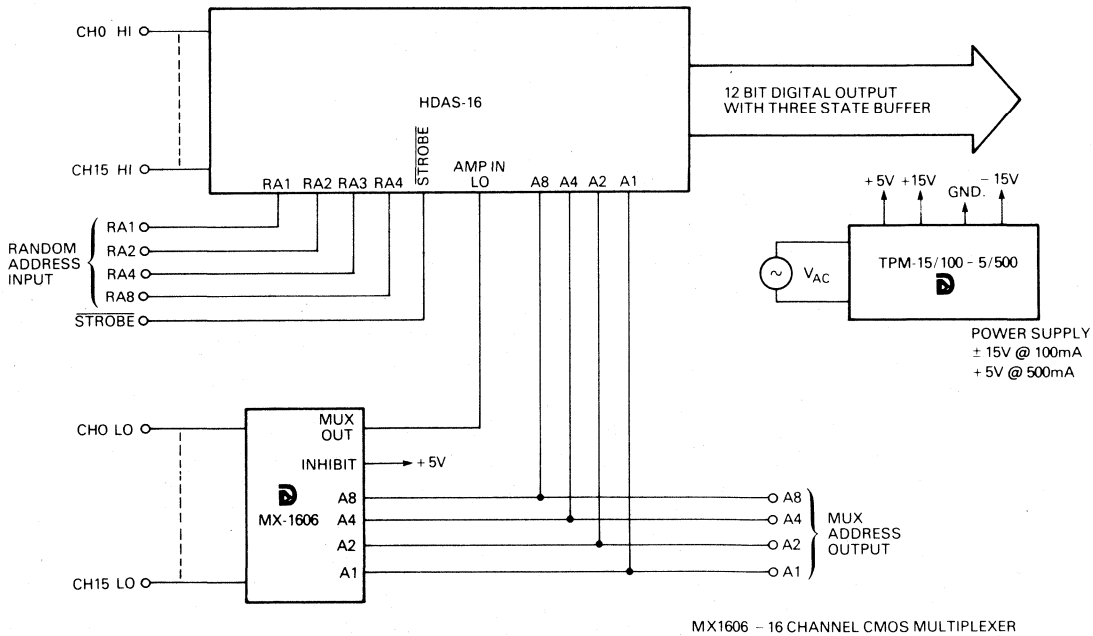 CH0 HI
CH15 HI
HDAS-16
STROBE
AMP IN
LO
RA1 RA2 RA3 RA4
A8 A4 A2 A1
12 BIT DIGITAL OUTPUT
WITH THREE STATE BUFFER
RANDOM
ADDRESS
INPUT
RA1
RA2
RA4
RA8
STROBE
+5V +15V GND. - 15V
VAC
TPM-15/100 - 5/500
POWER SUPPLY
± 15V @ 100mA
+ 5V @ 500mA
CH0 LO
CH15 LO
MUX
OUT
INHIBIT
+ 5V
MX-1606
A8
A4
A2
A1
A8
A4
A2
A1
MUX
ADDRESS
OUTPUT
MX1606 - 16 CHANNEL CMOS MULTIPLEXER